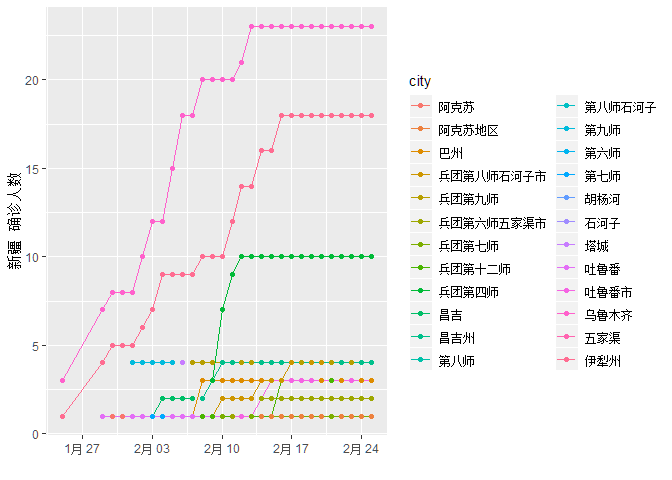 新疆 确诊人数
20
15
10
5
0
1月 27
2月 03
2月 10
2月 17
2月 24
city
阿克苏
阿克苏地区
巴州
兵团第八师石河子市
兵团第九师
兵团第六师五家渠市
兵团第七师
兵团第十二师
兵团第四师
昌吉
昌吉州
第八师
第八师石河子
第九师
第六师
第七师
胡杨河
石河子
塔城
吐鲁番
吐鲁番市
乌鲁木齐
五家渠
伊犁州